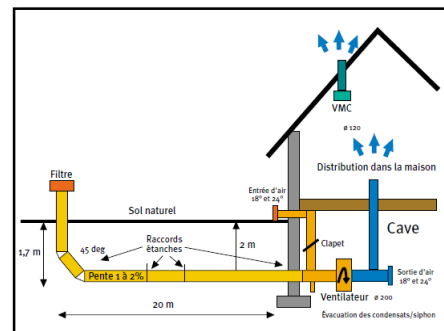 VMC
ø 120
Distribution dans la maison
Filtre
Entrée d'air
18° et 24°
Sol naturel
Cave
1,7 m
45 deg
Raccords
étanches
2 m
Clapet
Pente 1 à 2%
Sortie d'air
18° et 24°
20 m
Ventilateur
ø 200
Évacuation des condensats/siphon